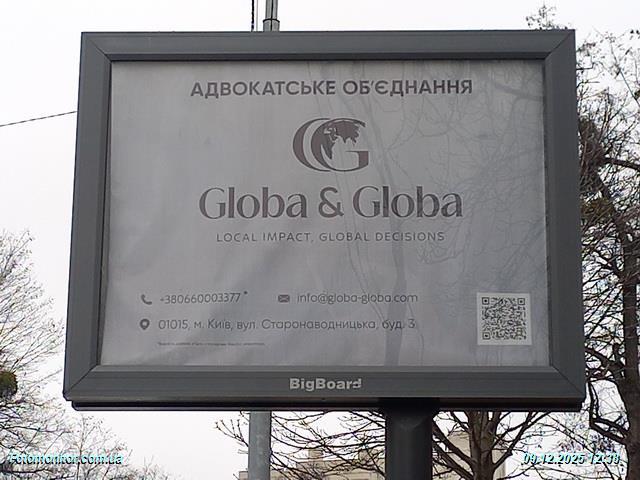 АДВОКАТСЬКЕ ОБ'ЄДНАННЯ
Globa & Globa
LOCAL IMPACT, GLOBAL DECISIONS
+380660003377*
info@globa-globa.com
01015, м. Київ, вул. Старонаводницька, буд. 3
BigBoard
Fotomonitor.com.ua
09.12.2025 12:38